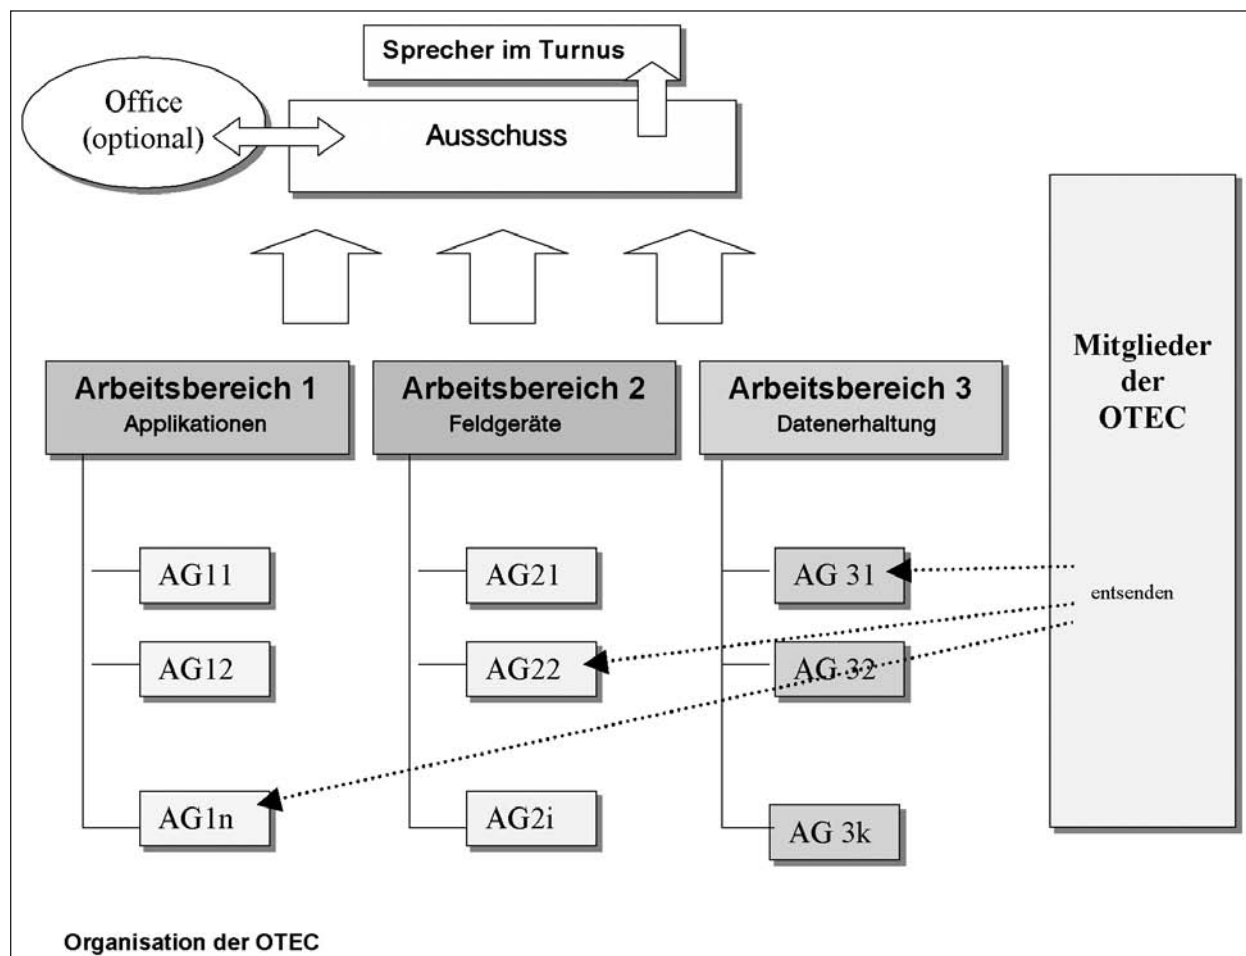 Sprecher im Turnus
Office
(optional)
Ausschuss
Arbeitsbereich 1
Applikationen
Arbeitsbereich 2
Feldgeräte
Arbeitsbereich 3
Datenerhaltung
Mitglieder
der
OTEC
entsenden
AG11
AG21
AG 31
AG12
AG22
AG 32
AG1n
AG2i
AG 3k
Organisation der OTEC